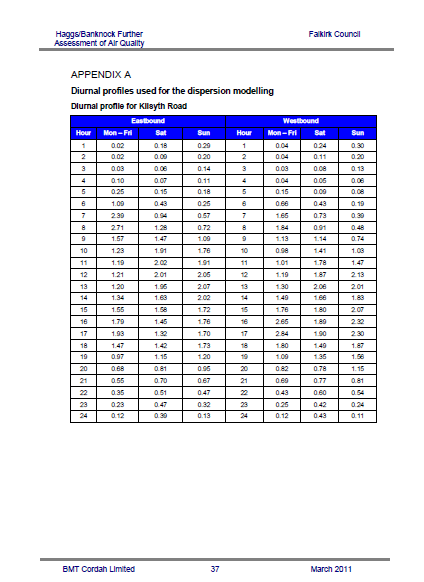 Haggs/Banknock Further Falkirk Council
Assessment of Air Quality
APPENDIX A
Diurnal profiles used for the dispersion modelling
Diurnal profile for Kilsyth Road
Eastbound Westbound
Hour Mon – Fri Sat Sun Hour Mon – Fri Sat Sun
1 0.02 0.18 0.29 1 0.04 0.24 0.30
2 0.02 0.09 0.20 2 0.04 0.11 0.20
3 0.03 0.06 0.14 3 0.03 0.08 0.13
4 0.10 0.07 0.11 4 0.04 0.05 0.06
5 0.25 0.15 0.18 5 0.15 0.09 0.08
6 1.09 0.43 0.25 6 0.66 0.43 0.19
7 2.39 0.94 0.57 7 1.65 0.73 0.39
8 2.71 1.28 0.72 8 1.84 0.91 0.48
9 1.57 1.47 1.09 9 1.13 1.14 0.74
10 1.23 1.91 1.76 10 0.98 1.41 1.03
11 1.19 2.02 1.91 11 1.01 1.78 1.47
12 1.21 2.01 2.05 12 1.19 1.87 2.13
13 1.20 1.95 2.07 13 1.30 2.06 2.01
14 1.34 1.63 2.02 14 1.49 1.66 1.83
15 1.55 1.58 1.72 15 1.76 1.80 2.07
16 1.79 1.45 1.76 16 2.65 1.89 2.32
17 1.93 1.32 1.70 17 2.84 1.90 2.30
18 1.47 1.42 1.73 18 1.80 1.49 1.87
19 0.97 1.15 1.20 19 1.09 1.35 1.56
20 0.68 0.81 0.95 20 0.82 0.78 1.15
21 0.55 0.70 0.67 21 0.69 0.77 0.81
22 0.35 0.51 0.47 22 0.43 0.60 0.54
23 0.23 0.47 0.32 23 0.25 0.42 0.24
24 0.12 0.39 0.13 24 0.12 0.43 0.11
BMT Cordah Limited 37 March 2011